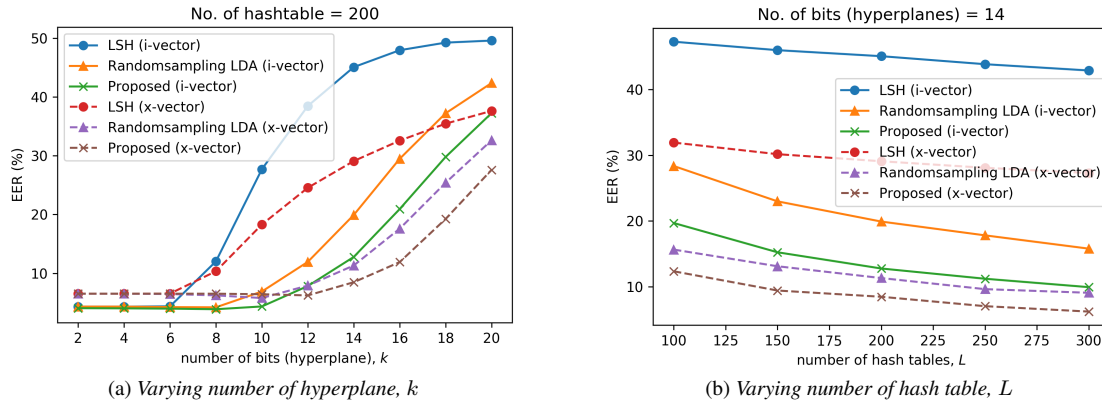 No. of hashtable = 200
50
40
30
20
10
EER (%)
LSH (i-vector)
Randomsampling LDA (i-vector)
Proposed (i-vector)
LSH (x-vector)
Randomsampling LDA (x-vector)
Proposed (x-vector)
2 4 6 8 10 12 14 16 18 20
number of bits (hyperplane), k
(a) Varying number of hyperplane, k
No. of bits (hyperplanes) = 14
40
30
20
10
EER (%)
LSH (i-vector)
Randomsampling LDA (i-vector)
Proposed (i-vector)
LSH (x-vector)
Randomsampling LDA (x-vector)
Proposed (x-vector)
100 125 150 175 200 225 250 275 300
number of hash tables, L
(b) Varying number of hash table, L